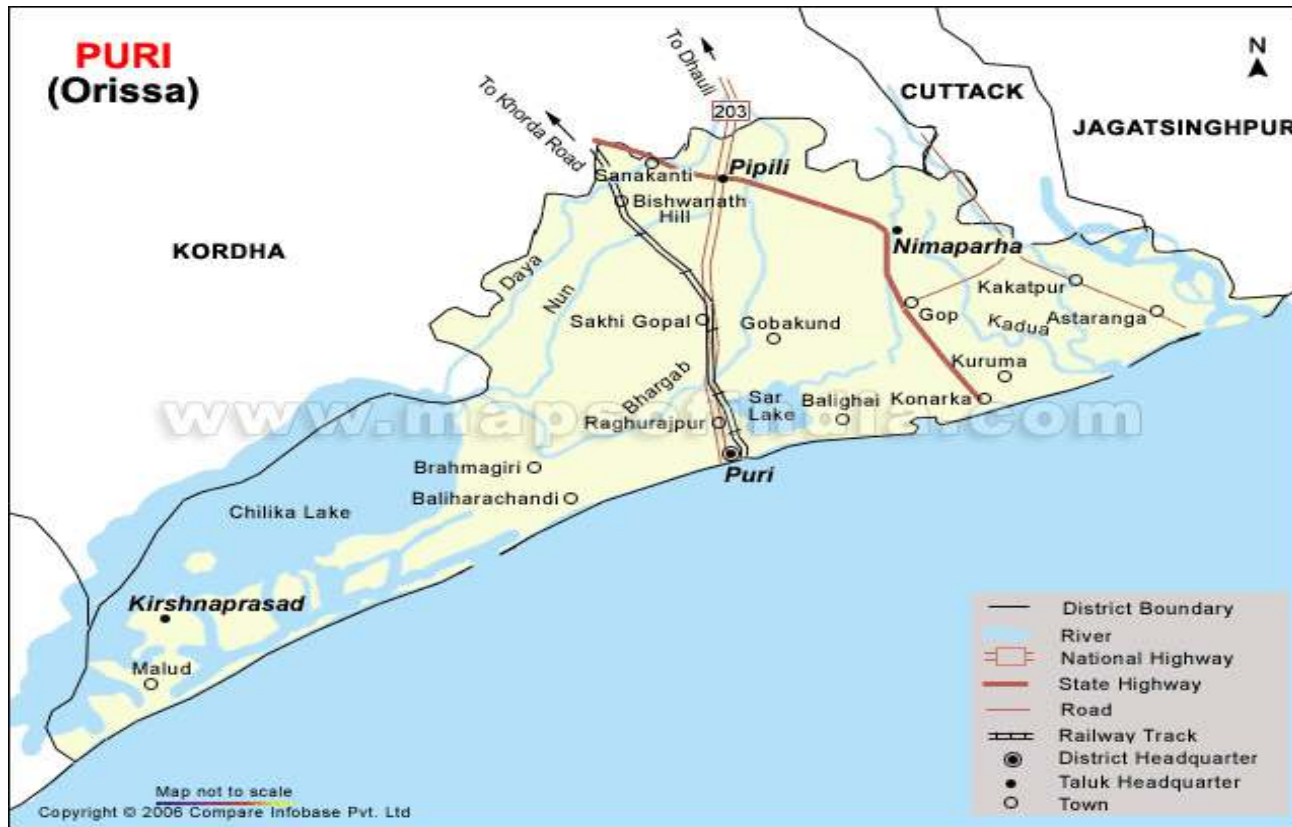 PURI
(Orissa)
To Dhauli
To Khorda Road
203
N
CUTTACK
JAGATSINGHPUR
KORDHA
Sanakanti
Pipili
Bishwanath
Hill
Nimaparha
Daya
Nun
Kakatpur
Sakhi Gopal
Gobakund
Gop
Kadua
Astaranga
Kuruma
Bhargab
Sar
Lake
Balighai
Konarka
www.mapsofindia.com
Raghurajpur
Puri
Brahmagiri
Baliharachandi
Chilika Lake
Kirshnaprasad
Malud
District Boundary
River
National Highway
State Highway
Road
Railway Track
District Headquarter
Taluk Headquarter
Town
Map not to scale
Copyright © 2006 Compare Infobase Pvt. Ltd